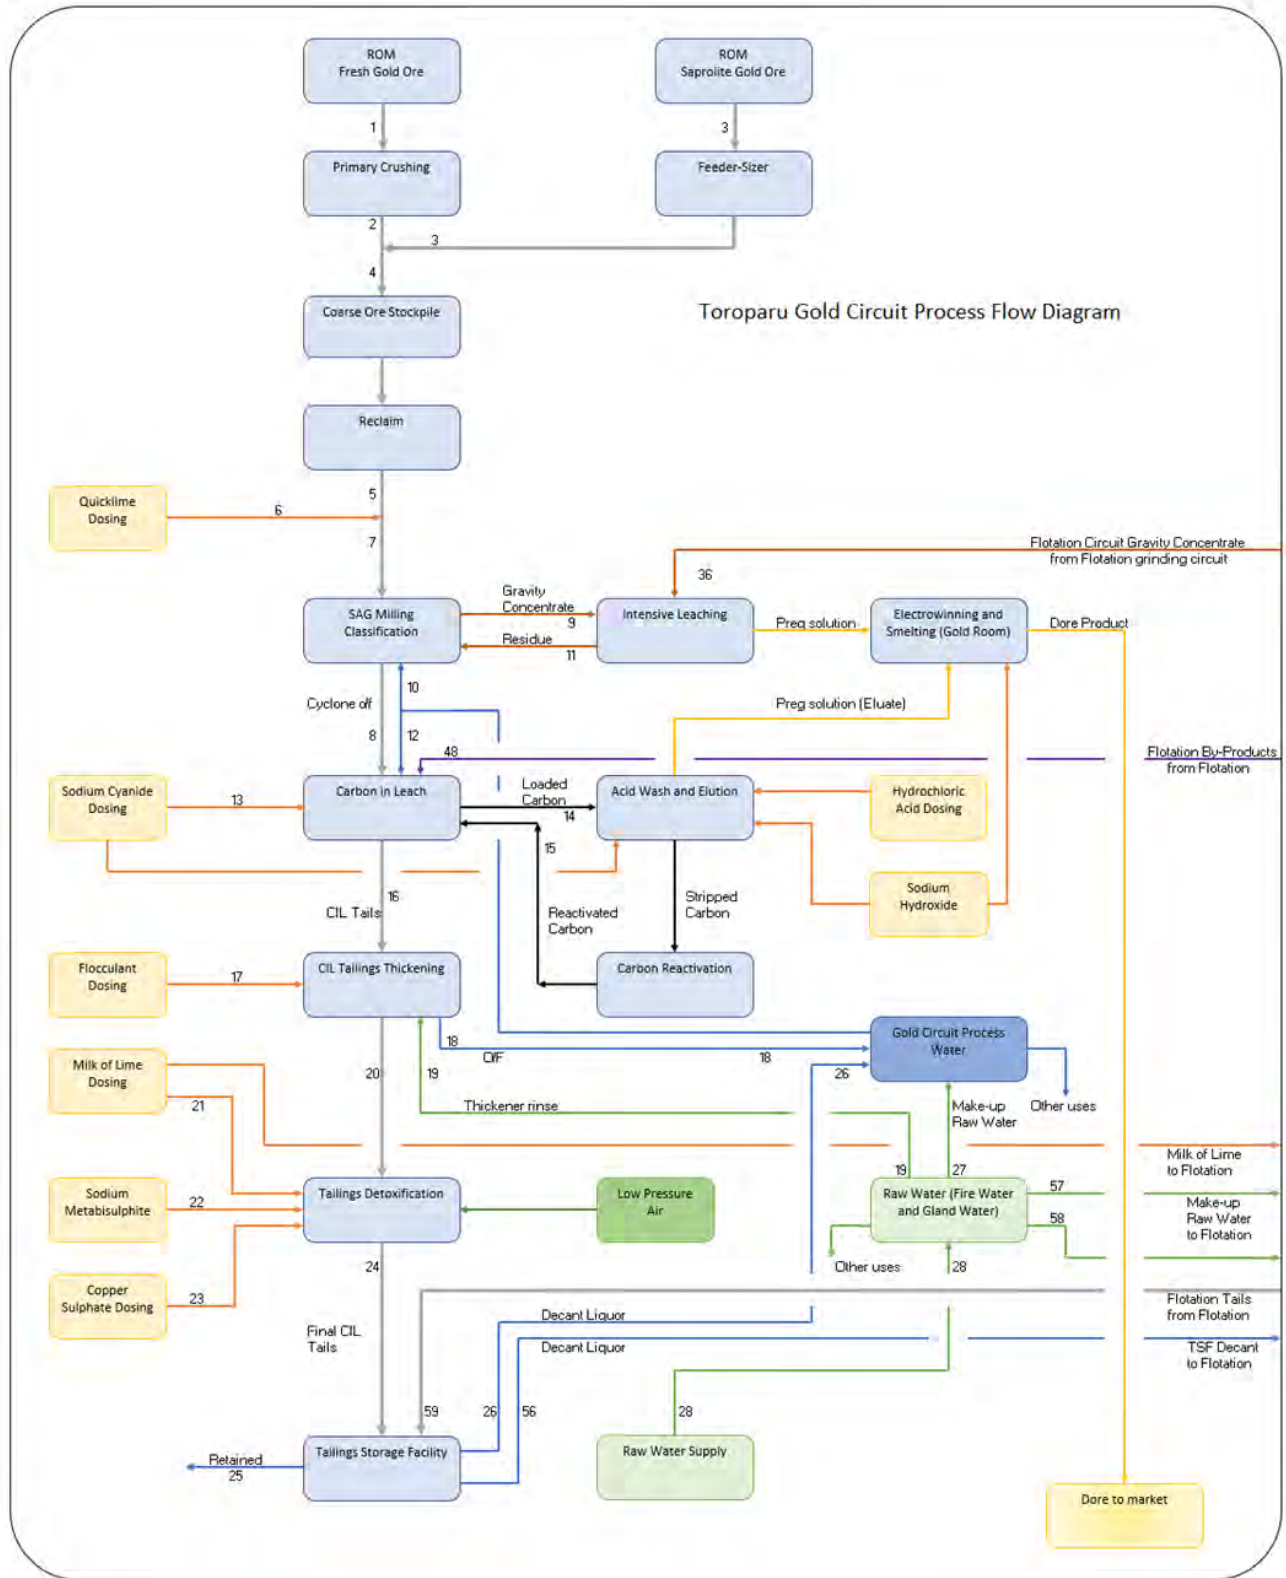 ROM
Fresh Gold Ore
ROM
Saprolite Gold Ore
1
3
Primary Crushing
Feeder-Sizer
2
3
4
Coarse Ore Stockpile
Toroparu Gold Circuit Process Flow Diagram
Reclaim
Quicklime
Dosing
6
5
7
Flotation Circuit Gravity Concentrate
from Flotation grinding circuit
36
SAG Milling
Classification
Gravity
Concentrate
9
Residue
11
Intensive Leaching
Preg solution
Electrowinning and
Smelting (Gold Room)
Dore Product
10
Cyclone off
8
12
Preg solution (Eluate)
48
Flotation By-Products
from Flotation
Sodium Cyanide
Dosing
13
Carbon in Leach
Loaded
Carbon
14
15
Acid Wash and Elution
Hydrochloric
Acid Dosing
16
CIL Tails
Reactivated
Carbon
Stripped
Carbon
Sodium
Hydroxide
Flocculant
Dosing
17
CIL Tailings Thickening
Carbon Reactivation
18
O/F
18
Gold Circuit Process
Water
26
Milk of Lime
Dosing
21
20
19
Thickener rinse
Make-up
Raw Water
Other uses
19
27
Milk of Lime
to Flotation
Sodium
Metabisulphite
22
Tailings Detoxification
Low Pressure
Air
Raw Water (Fire Water
and Gland Water)
57
Make-up
Raw Water
to Flotation
58
Other uses
28
Copper
Sulphate Dosing
23
24
Flotation Tails
from Flotation
Final CIL
Tails
Decant Liquor
Decant Liquor
TSF Decant
to Flotation
59
26
56
28
Retained
25
Tailings Storage Facility
Raw Water Supply
Dore to market